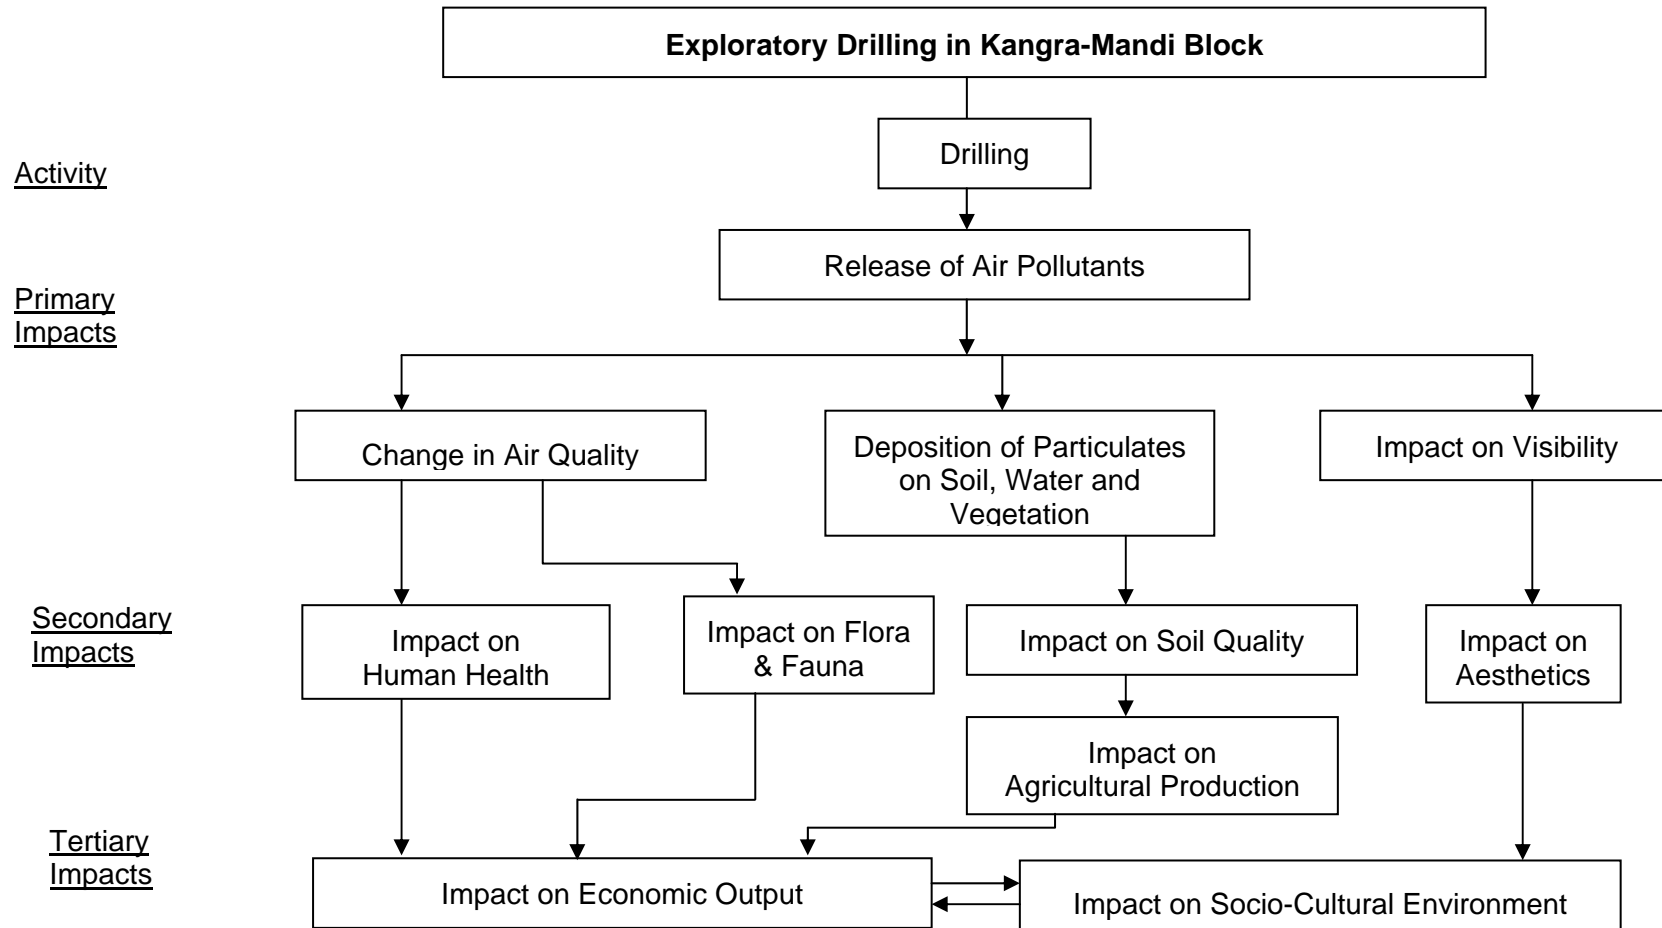 Exploratory Drilling in Kangra-Mandi Block
Activity
Drilling
Primary
Impacts
Release of Air Pollutants
Change in Air Quality
Deposition of Particulates
on Soil, Water and
Vegetation
Impact on Visibility
Secondary
Impacts
Impact on
Human Health
Impact on Flora
& Fauna
Impact on Soil Quality
Impact on
Aesthetics
Impact on
Agricultural Production
Tertiary
Impacts
Impact on Economic Output
Impact on Socio-Cultural Environment